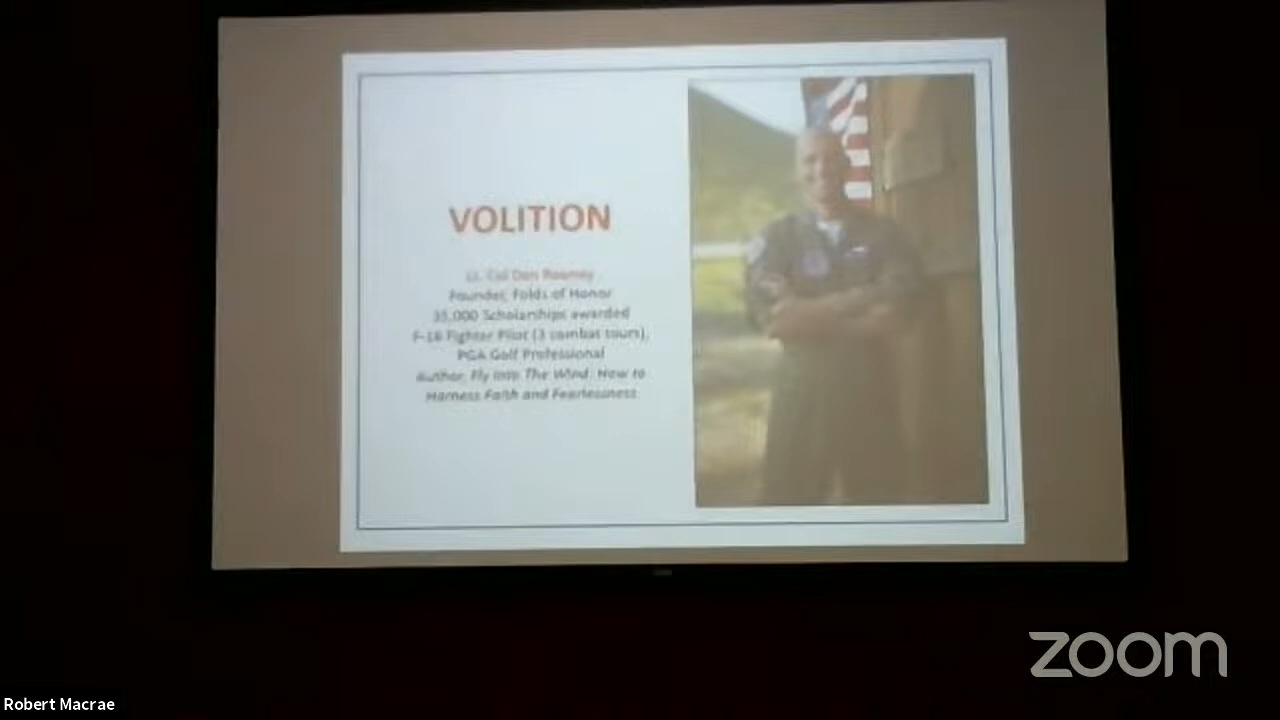 VOLITION
Lt. Col Dan Rooney
Founder, Folds of Honor
35,000 Scholarships awarded
F-16 Fighter Pilot (3 combat tours),
PGA Golf Professional
Author: Fly Into The Wind: How to
Harness Faith and Fearlessness
zoom
Robert Macrae